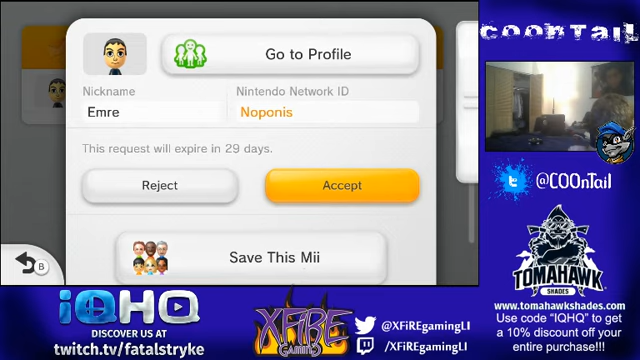 Go to Profile
Nickname
Nintendo Network ID
Emre
Noponis
This request will expire in 29 days.
Reject
Accept
Save This Mii
B
COOnTaiL
@COOnTail
TOMAHAWK
SHADES
www.tomahawkshades.com
Use code "IQHQ" to get
a 10% discount off your
entire purchase!!!
iQHQ
DISCOVER US AT
twitch.tv/fatalstryke
XFiRE
GAMING
@XFiREgamingLI
/XFiREgamingLI